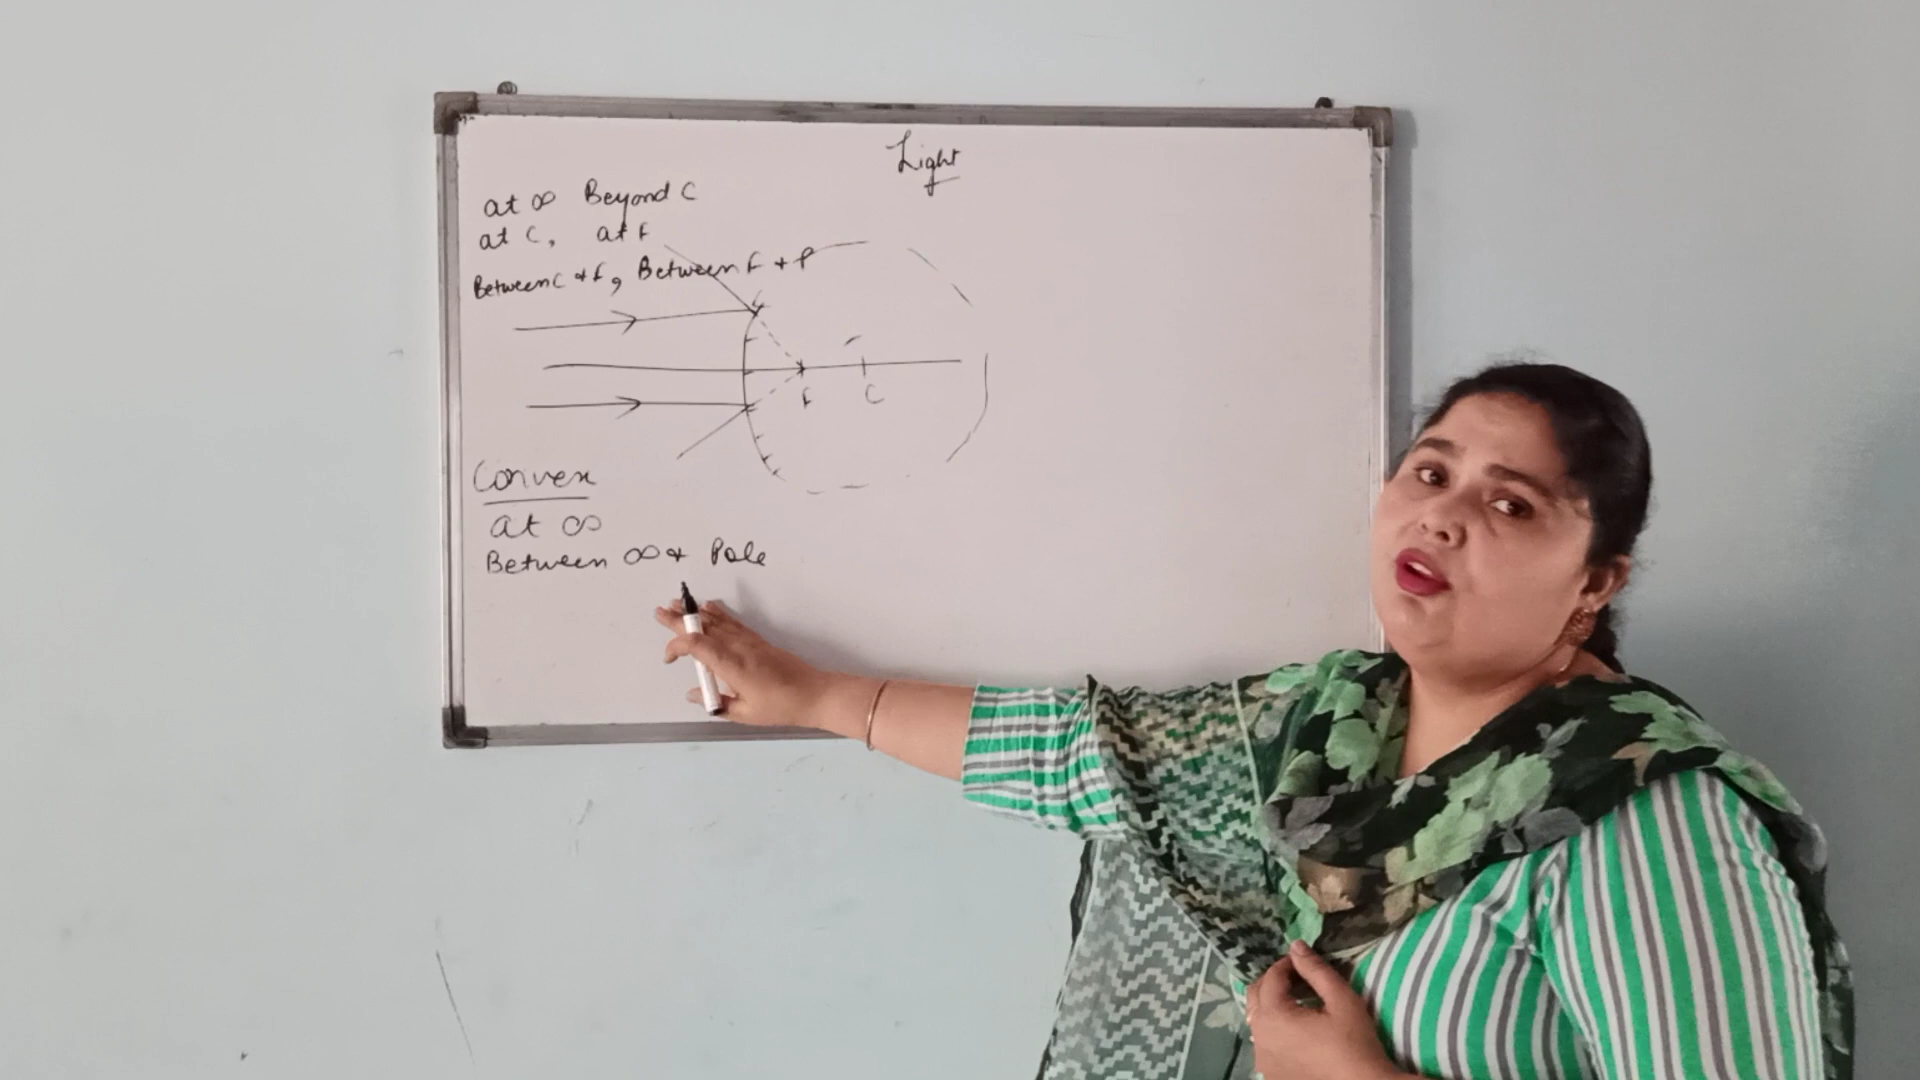 Light
at ∞ Beyond C
at C, at F
Between C & F, Between F & P
F C
Convex
at ∞
Between ∞ & Pole